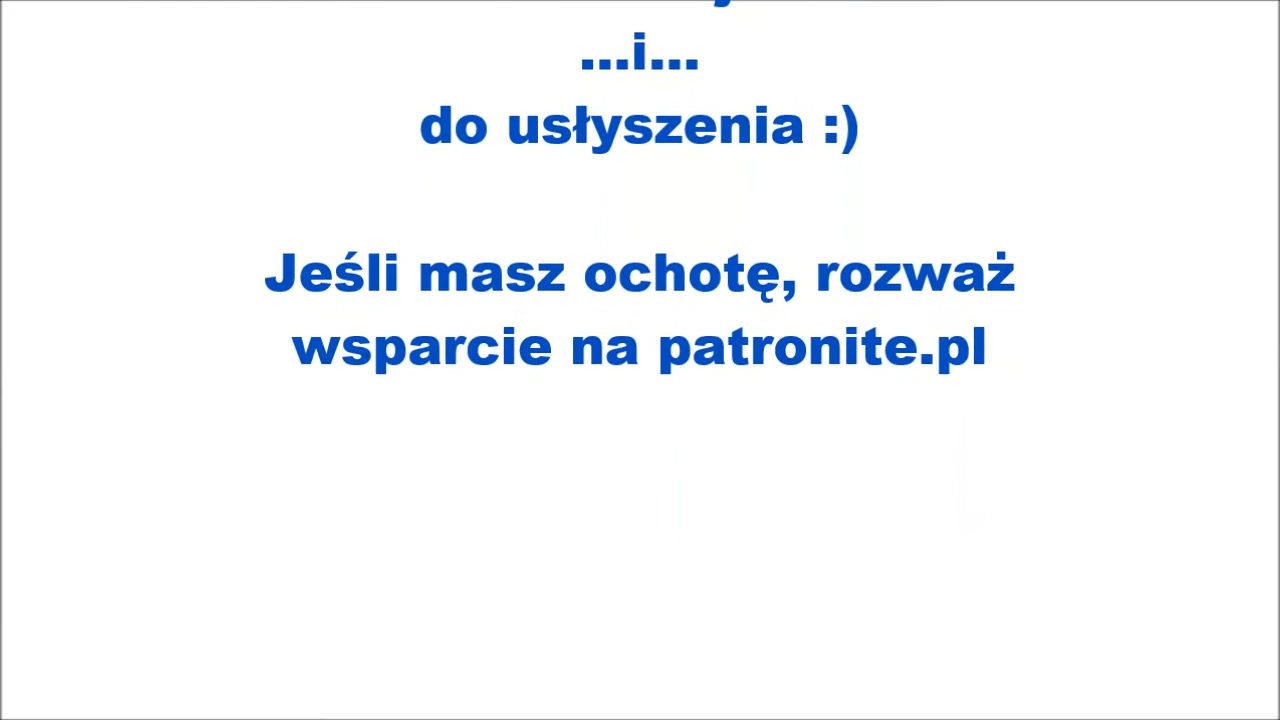 ...i...
do usłyszenia :)
Jeśli masz ochotę, rozważ
wsparcie na patronite.pl